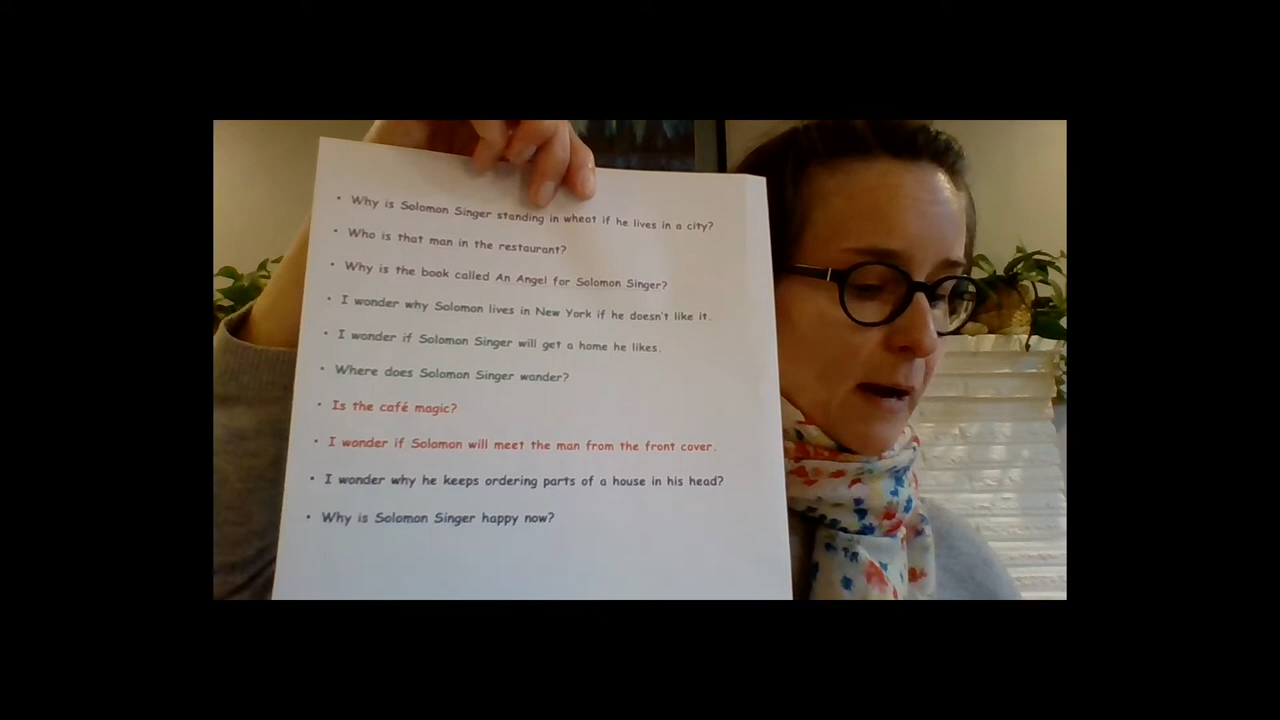 • Why is Solomon Singer standing in wheat if he lives in a city?
• Who is that man in the restaurant?
• Why is the book called An Angel for Solomon Singer?
• I wonder why Solomon lives in New York if he doesn't like it.
• I wonder if Solomon Singer will get a home he likes.
• Where does Solomon Singer wander?
• Is the café magic?
• I wonder if Solomon will meet the man from the front cover.
• I wonder why he keeps ordering parts of a house in his head?
• Why is Solomon Singer happy now?